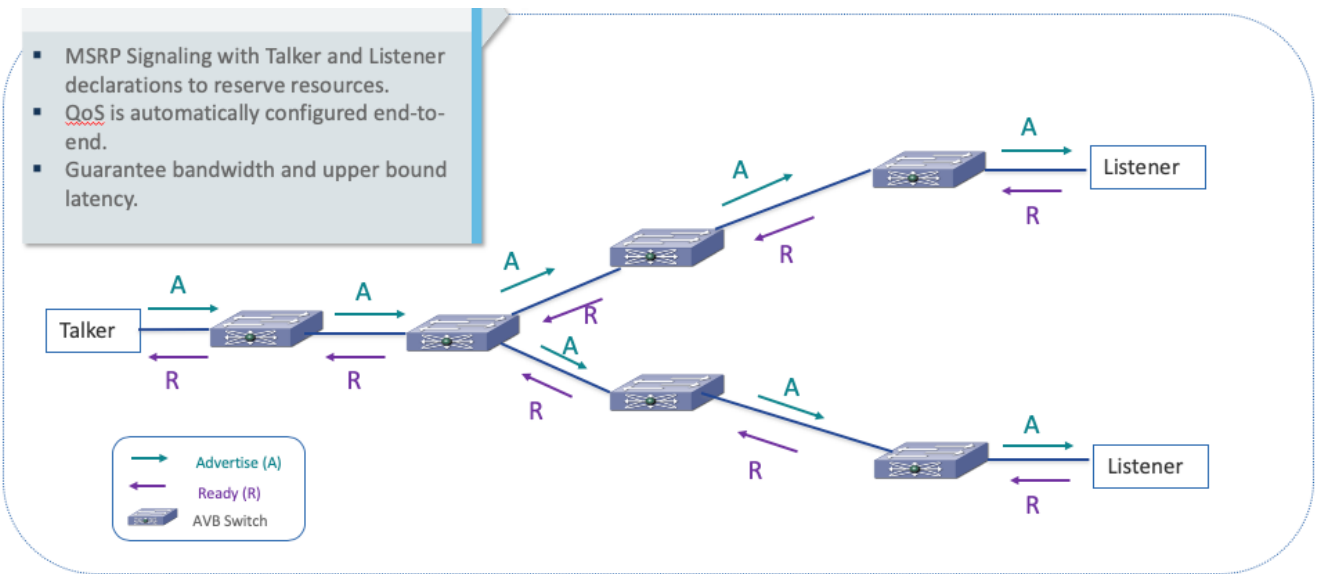 ▪ MSRP Signaling with Talker and Listener
declarations to reserve resources.
▪ QoS is automatically configured end-to-
end.
▪ Guarantee bandwidth and upper bound
latency.
A
A
Listener
R
R
A
A
A
R
Talker
A
R
R
R
A
A
R
Listener
R
Advertise (A)
Ready (R)
AVB Switch